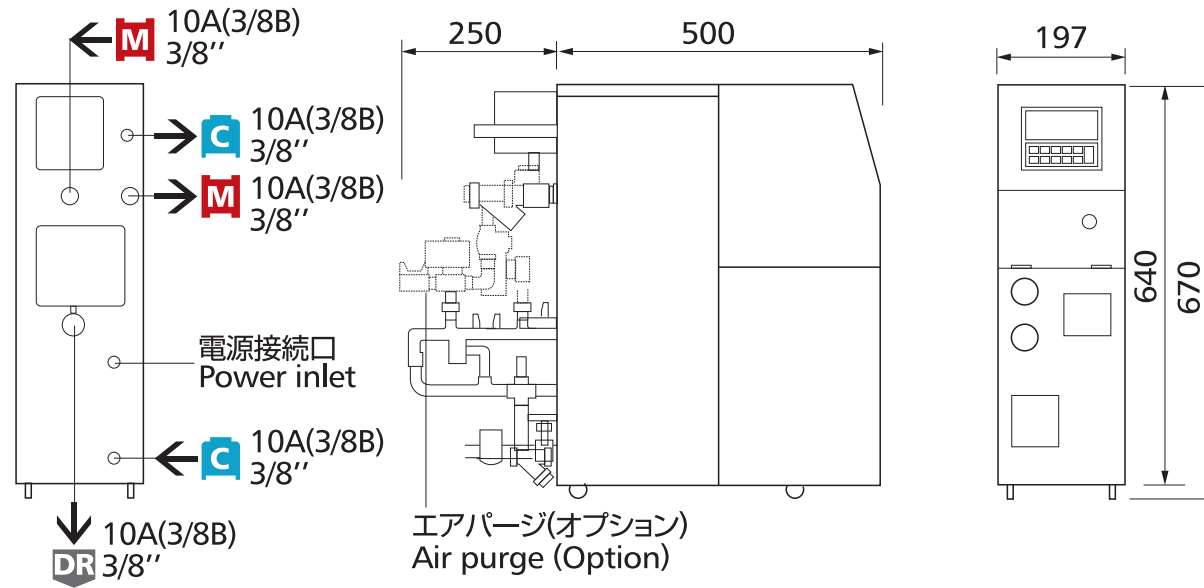 M 10A(3/8B)
3/8′′
C 10A(3/8B)
3/8′′
M 10A(3/8B)
3/8′′
電源接続口
Power inlet
C 10A(3/8B)
3/8′′
DR 10A(3/8B)
3/8′′
250
500
エアパージ(オプション)
Air purge (Option)
197
640
670